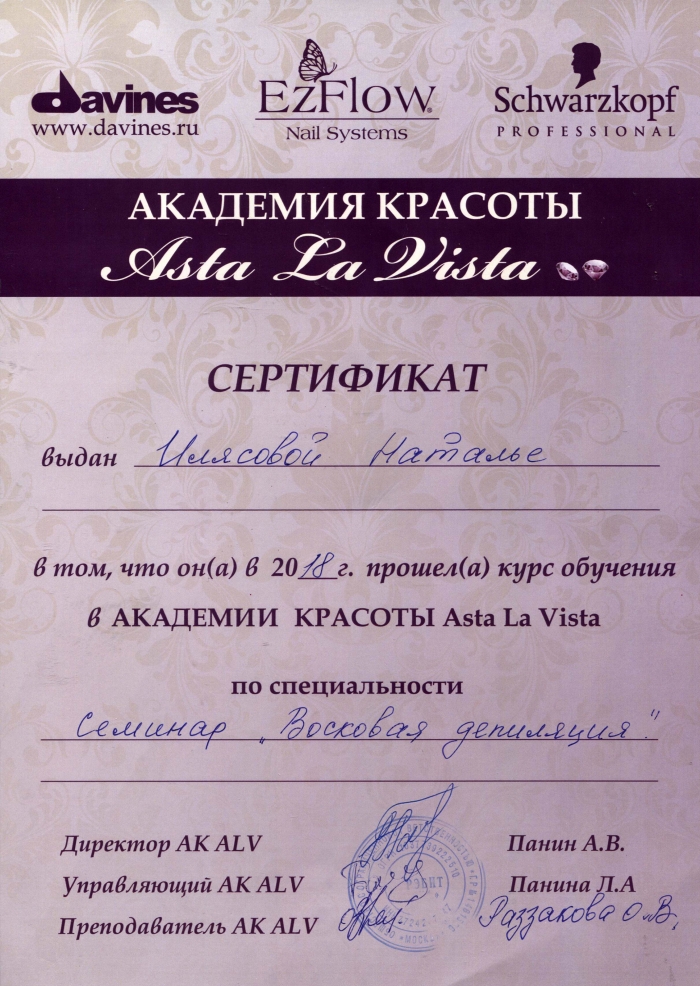 davines
www.davines.ru
EzFlow®
Nail Systems
Schwarzkopf
PROFESSIONAL
АКАДЕМИЯ КРАСОТЫ
Asta La Vista
СЕРТИФИКАТ
выдан Илясовой Наталье
в том, что он(а) в 2018 г. прошел(а) курс обучения
в АКАДЕМИИ КРАСОТЫ Asta La Vista
по специальности
Семинар „Восковая депиляция".
Директор АК ALV Панин А.В.
Управляющий АК ALV Панина Л.А
Преподаватель АК ALV Раззакова О.В.